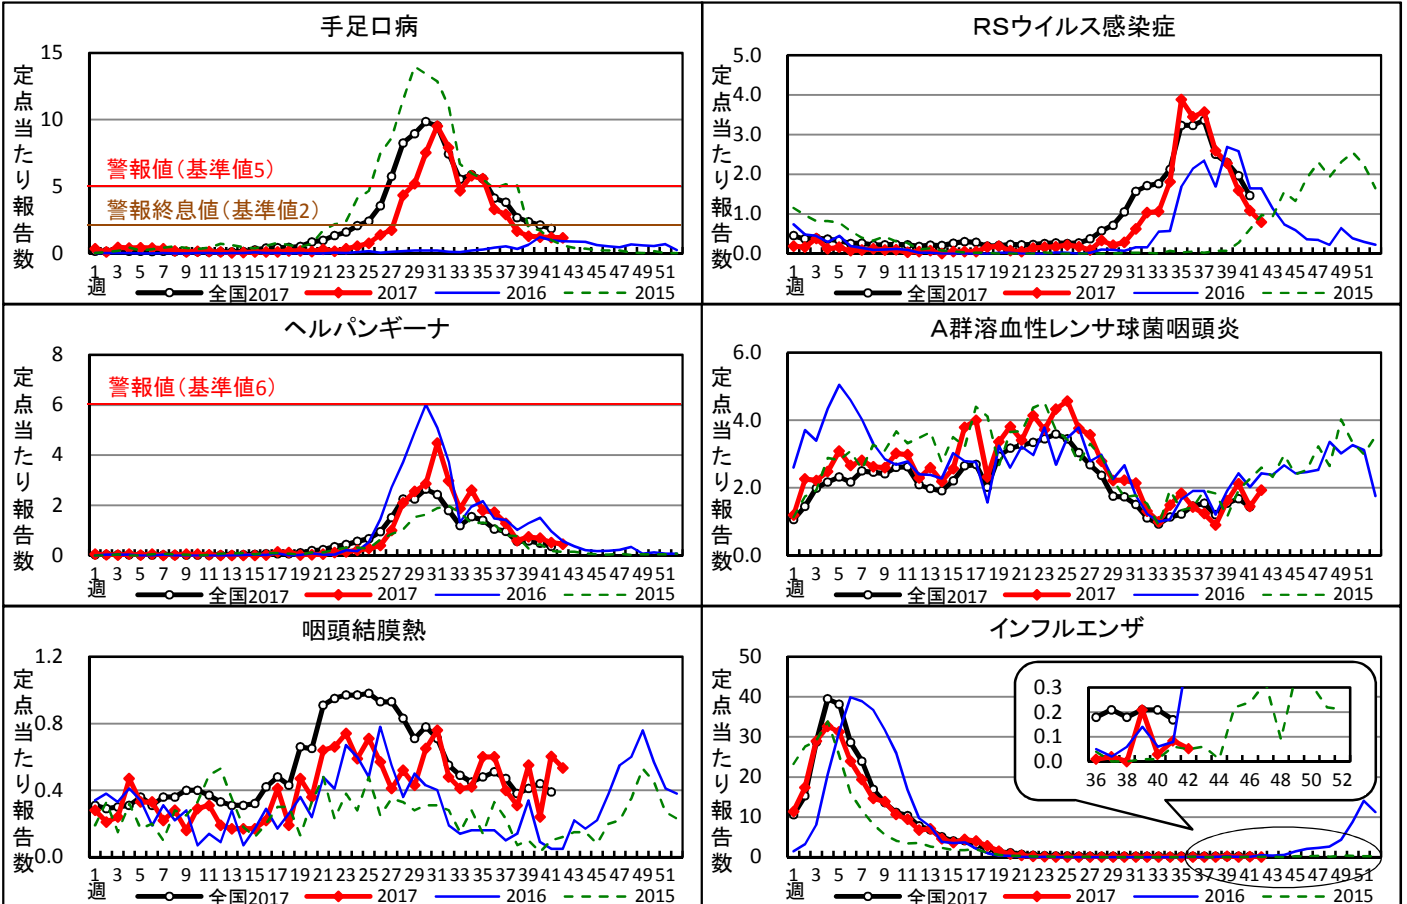 手足口病
定点当たり報告数
15
10
5
0
警報値(基準値5)
警報終息値(基準値2)
1 3 5 7 9 11 13 15 17 19 21 23 25 27 29 31 33 35 37 39 41 43 45 47 49 51
週
全国2017 2017 2016 2015
RSウイルス感染症
定点当たり報告数
5.0
4.0
3.0
2.0
1.0
0.0
1 3 5 7 9 11 13 15 17 19 21 23 25 27 29 31 33 35 37 39 41 43 45 47 49 51
週
全国2017 2017 2016 2015
ヘルパンギーナ
定点当たり報告数
8
6
4
2
0
警報値(基準値6)
1 3 5 7 9 11 13 15 17 19 21 23 25 27 29 31 33 35 37 39 41 43 45 47 49 51
週
全国2017 2017 2016 2015
A群溶血性レンサ球菌咽頭炎
定点当たり報告数
6.0
4.0
2.0
0.0
1 3 5 7 9 11 13 15 17 19 21 23 25 27 29 31 33 35 37 39 41 43 45 47 49 51
週
全国2017 2017 2016 2015
咽頭結膜熱
定点当たり報告数
1.2
0.8
0.4
0.0
1 3 5 7 9 11 13 15 17 19 21 23 25 27 29 31 33 35 37 39 41 43 45 47 49 51
週
全国2017 2017 2016 2015
インフルエンザ
定点当たり報告数
50
40
30
20
10
0
0.3
0.2
0.1
0.0
36 38 40 42 44 46 48 50 52
1 3 5 7 9 11 13 15 17 19 21 23 25 27 29 31 33 35 37 39 41 43 45 47 49 51
週
全国2017 2017 2016 2015